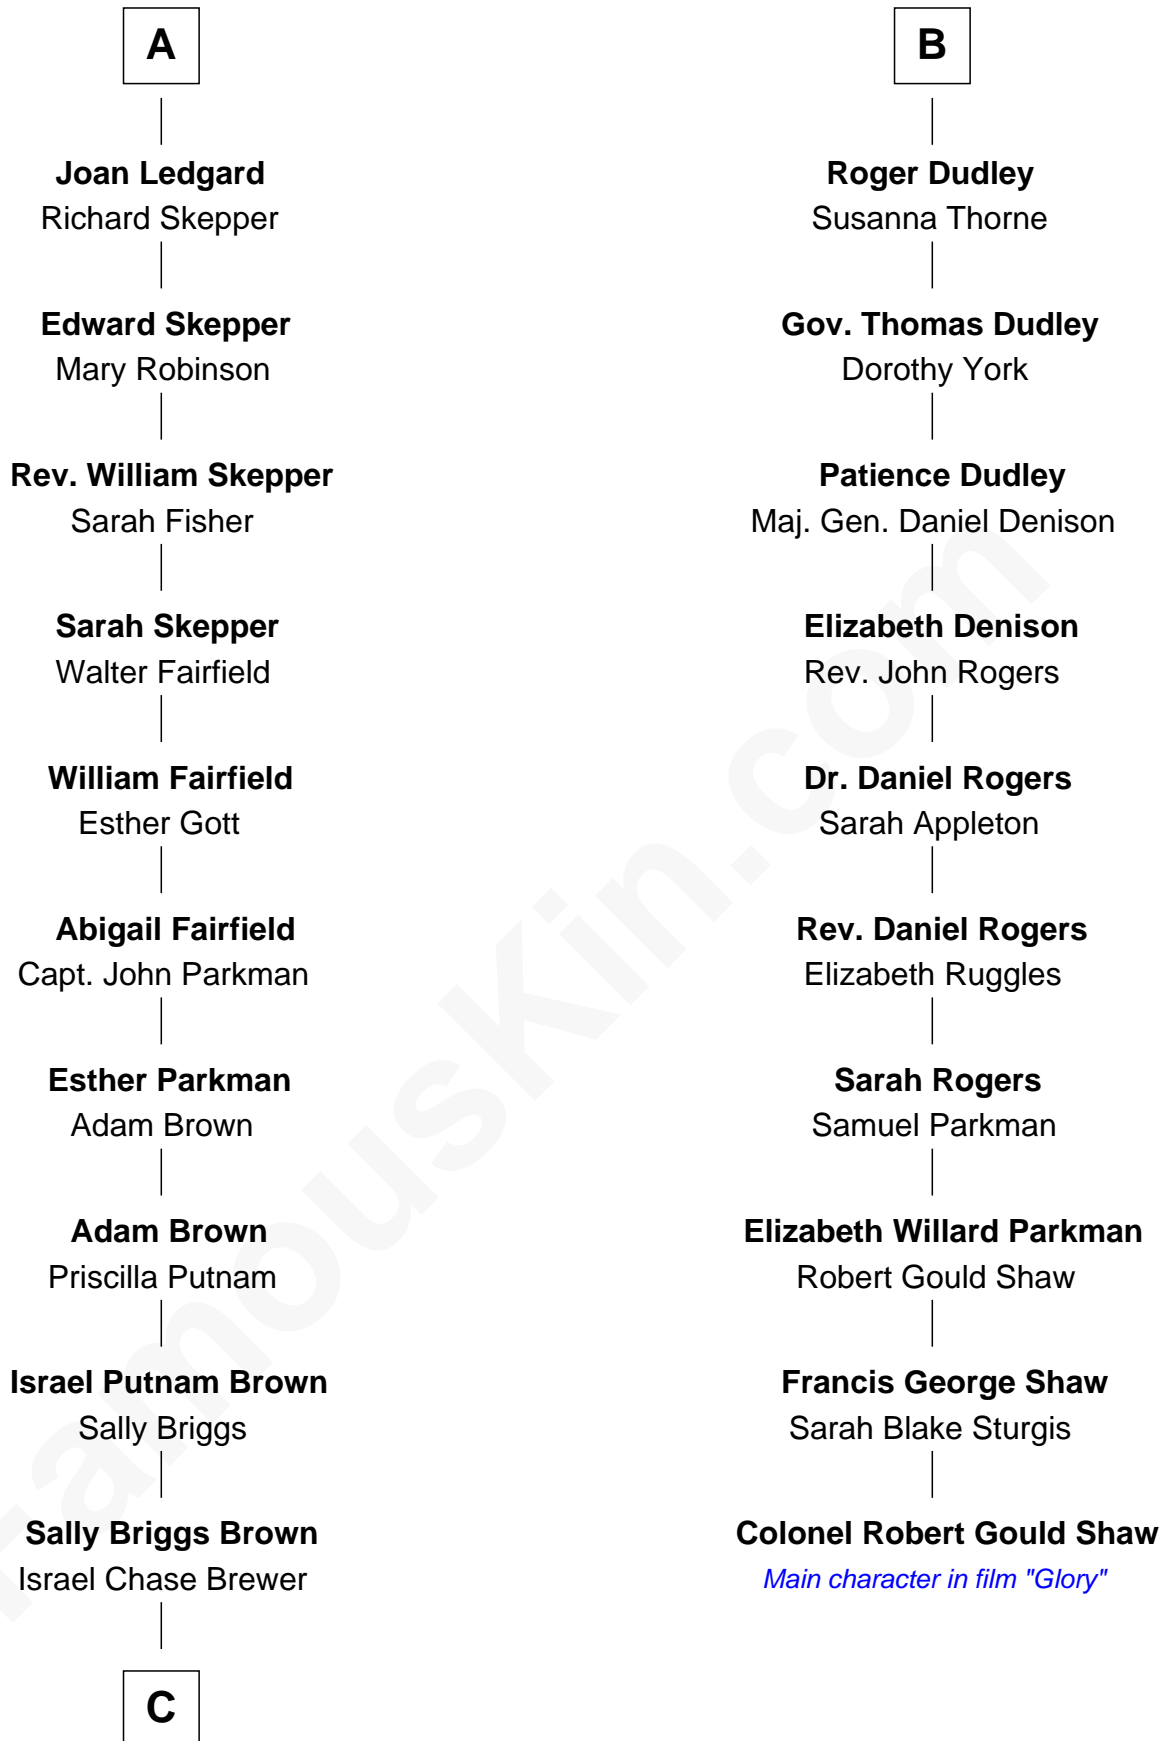 A
Joan Ledgard
Richard Skepper
Edward Skepper
Mary Robinson
Rev. William Skepper
Sarah Fisher
Sarah Skepper
Walter Fairfield
William Fairfield
Esther Gott
Abigail Fairfield
Capt. John Parkman
Esther Parkman
Adam Brown
Adam Brown
Priscilla Putnam
Israel Putnam Brown
Sally Briggs
Sally Briggs Brown
Israel Chase Brewer
C
B
Roger Dudley
Susanna Thorne
Gov. Thomas Dudley
Dorothy York
Patience Dudley
Maj. Gen. Daniel Denison
Elizabeth Denison
Rev. John Rogers
Dr. Daniel Rogers
Sarah Appleton
Rev. Daniel Rogers
Elizabeth Ruggles
Sarah Rogers
Samuel Parkman
Elizabeth Willard Parkman
Robert Gould Shaw
Francis George Shaw
Sarah Blake Sturgis
Colonel Robert Gould Shaw
Main character in film "Glory"
FamousKin.com